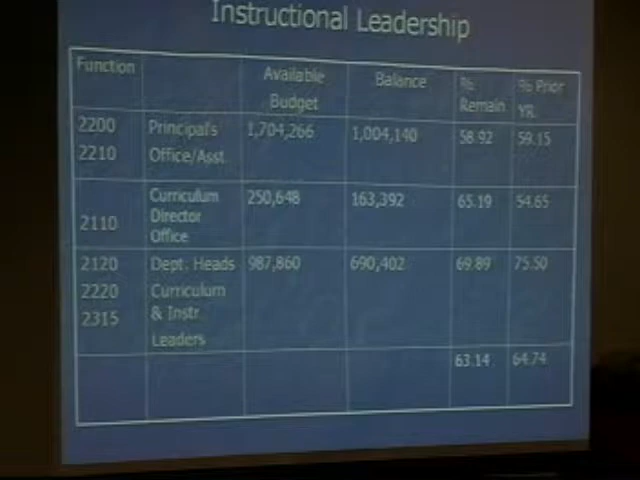 Instructional Leadership
Function Available Budget Balance % Remain % Prior YR.
2200 2210 Principal's Office/Asst. 1,704,266 1,004,140 58.92 59.15
2110 Curriculum Director Office 250,648 163,392 65.19 54.65
2120 2220 2315 Dept. Heads Curriculum & Instr. Leaders 987,860 690,402 69.89 75.50
63.14 64.74